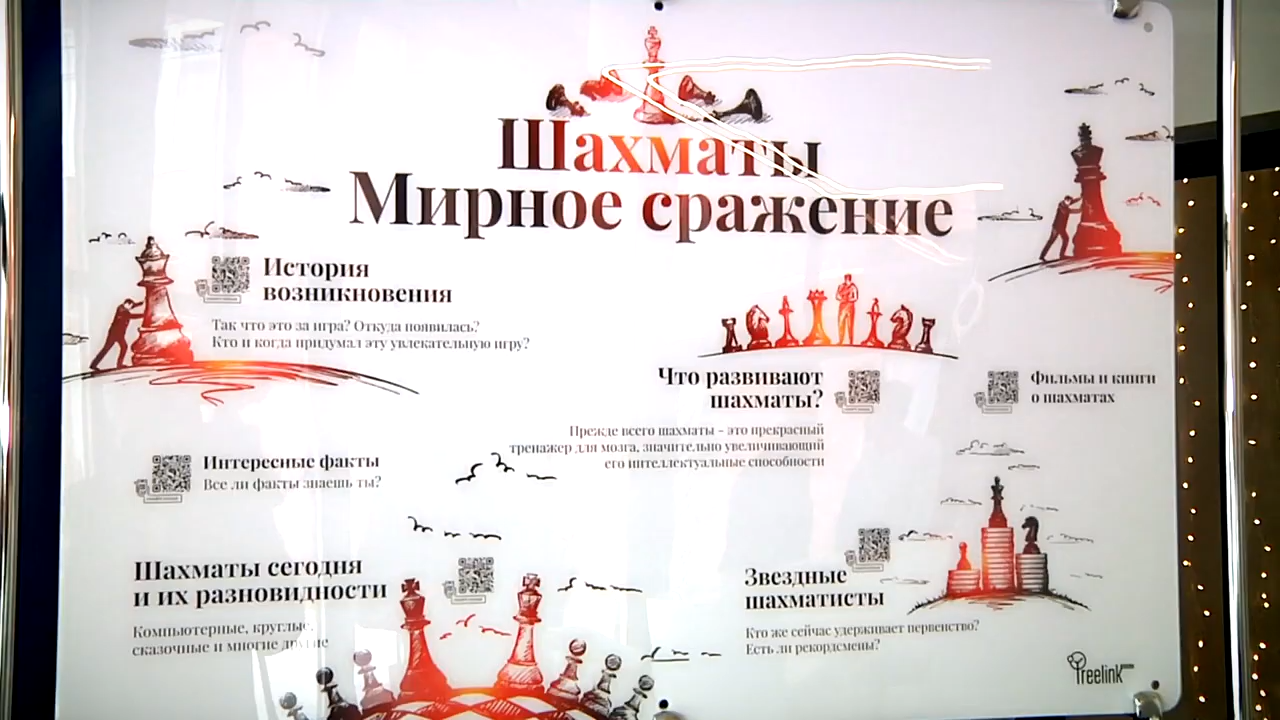 Шахматы
Мирное сражение
История
возникновения
Так что это за игра? Откуда появилась?
Кто и когда придумал эту увлекательную игру?
Что развивают
шахматы?
Прежде всего шахматы – это прекрасный
тренажер для мозга, значительно увеличивающий
его интеллектуальные способности
Фильмы и книги
о шахматах
Интересные факты
Все ли факты знаешь ты?
Шахматы сегодня
и их разновидности
Компьютерные, круглые,
сказочные и многие другие
Звездные
шахматисты
Кто же сейчас удерживает первенство?
Есть ли рекордсмены?
Treelink